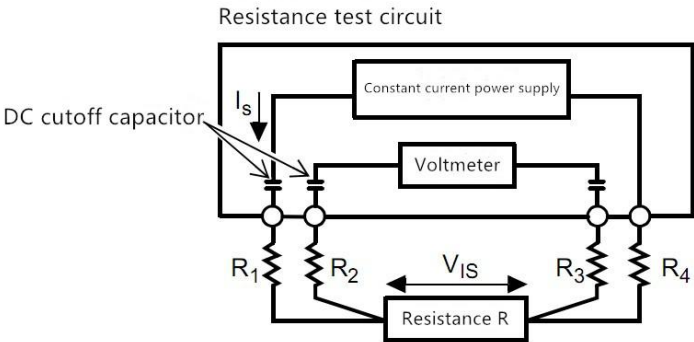 Resistance test circuit
Constant current power supply
Is
DC cutoff capacitor
Voltmeter
R1
R2
VIS
R3
R4
Resistance R